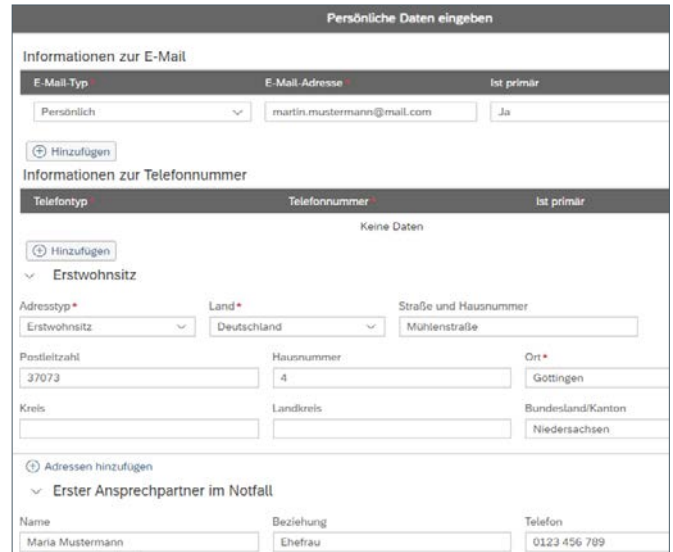 Persönliche Daten eingeben
Informationen zur E-Mail
E-Mail-Typ * E-Mail-Adresse * Ist primär
Persönlich martin.mustermann@mail.com Ja
Hinzufügen
Informationen zur Telefonnummer
Telefontyp * Telefonnummer * Ist primär
Keine Daten
Hinzufügen
Erstwohnsitz
Adresstyp* Land* Straße und Hausnummer
Erstwohnsitz Deutschland Mühlenstraße
Postleitzahl Hausnummer Ort*
37073 4 Göttingen
Kreis Landkreis Bundesland/Kanton
Niedersachsen
Adressen hinzufügen
Erster Ansprechpartner im Notfall
Name Beziehung Telefon
Maria Mustermann Ehefrau 0123 456 789